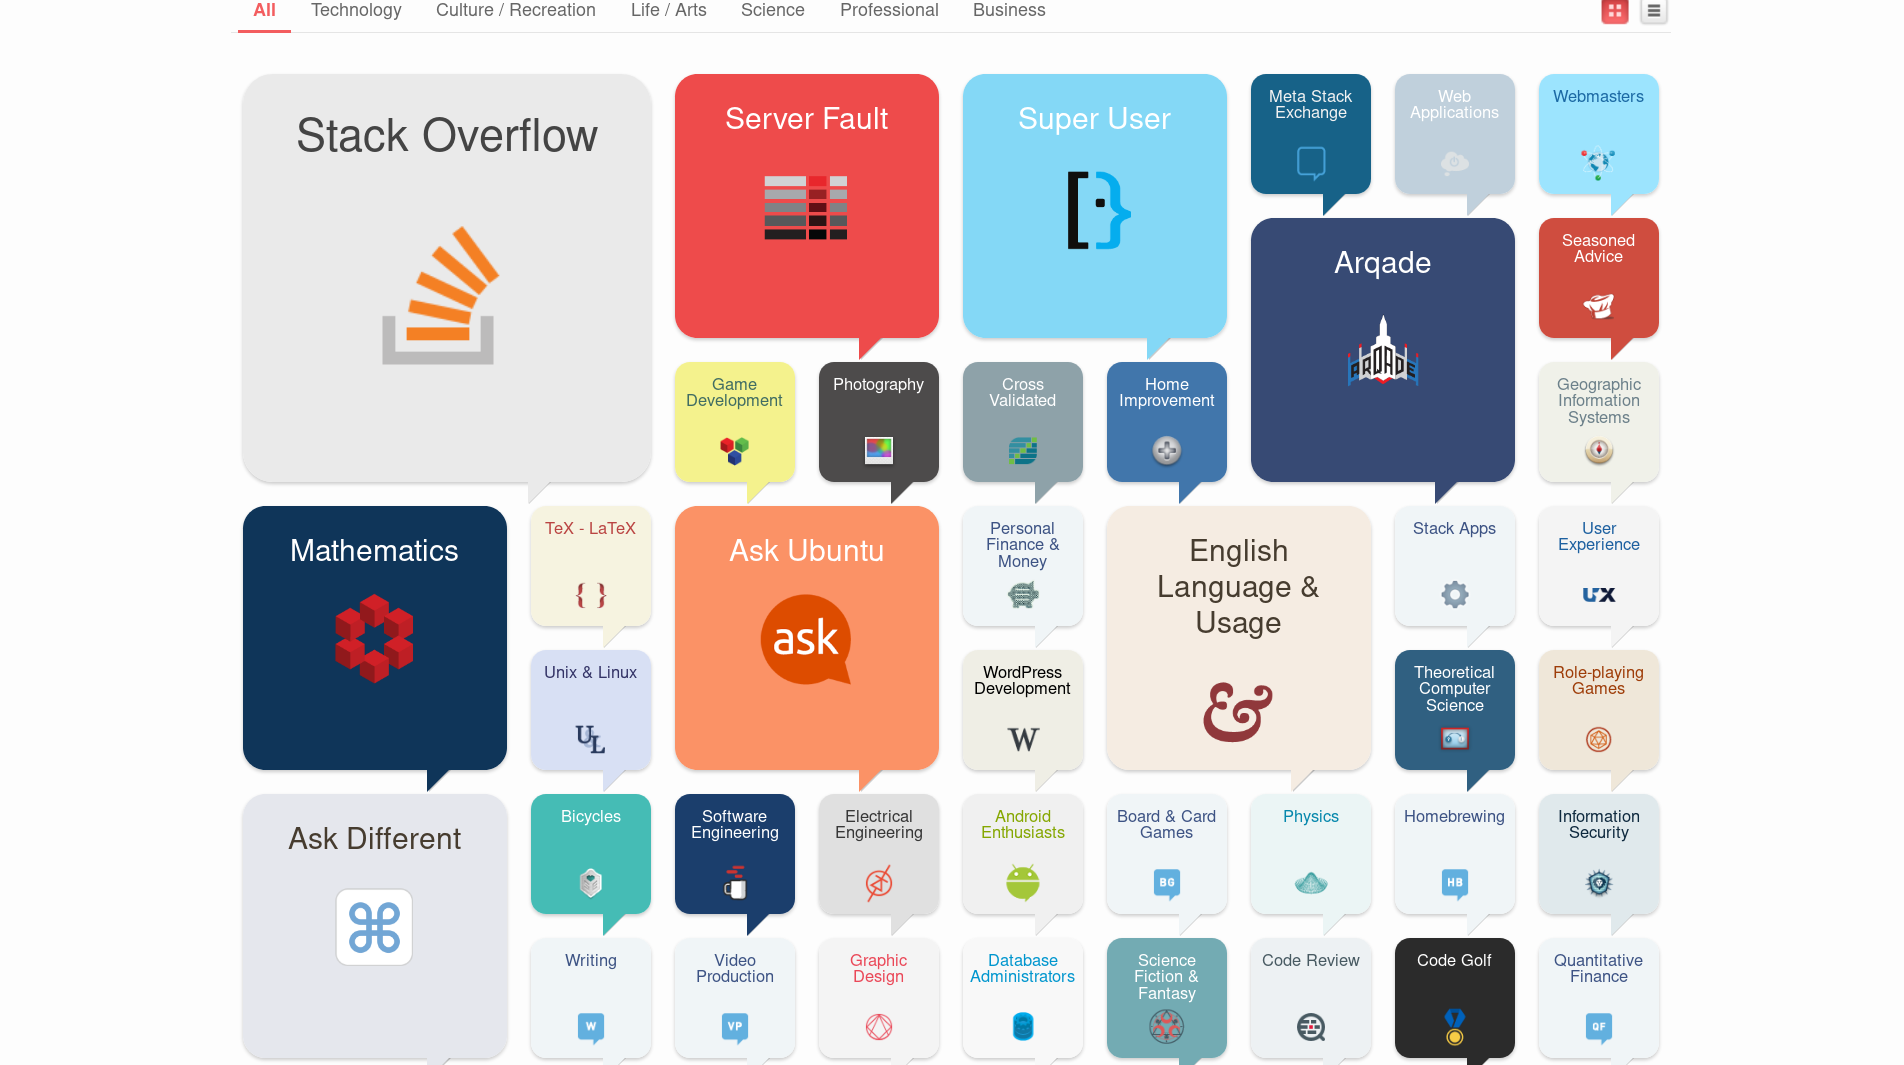 All
Technology
Culture / Recreation
Life / Arts
Science
Professional
Business
Stack Overflow
Server Fault
Super User
Meta Stack
Exchange
Web
Applications
Webmasters
Arqade
ARQADE
Seasoned
Advice
Game
Development
Photography
Cross
Validated
Home
Improvement
Geographic
Information
Systems
Mathematics
TeX - LaTeX
{ }
Ask Ubuntu
ask
Personal
Finance &
Money
English
Language &
Usage
&
Stack Apps
User
Experience
UX
Unix & Linux
UL
WordPress
Development
W
Theoretical
Computer
Science
Role-playing
Games
Ask Different
Bicycles
Software
Engineering
Electrical
Engineering
Android
Enthusiasts
Board & Card
Games
BG
Physics
Homebrewing
HB
Information
Security
Writing
W
Video
Production
VP
Graphic
Design
Database
Administrators
Science
Fiction &
Fantasy
Code Review
Code Golf
Quantitative
Finance
QF